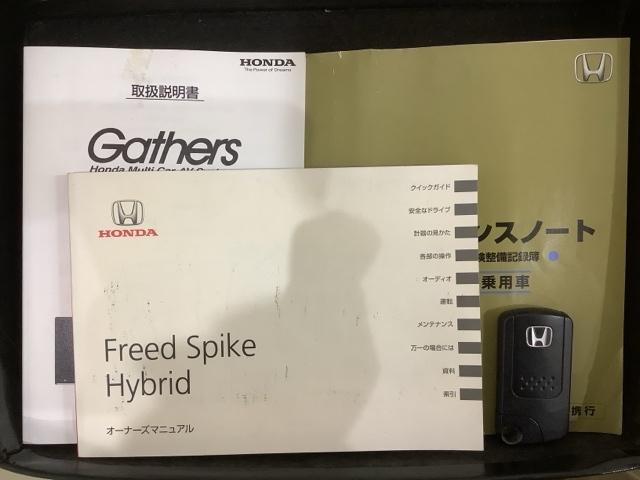 HONDA
The Power of Dreams
取扱説明書
Gathers
Honda Multi Car AV
ンスノート
検整備記録簿
乗用車
携行
HONDA
クイックガイド
安全なドライブ
計器の見かた
各部の操作
オーディオ
運転
メンテナンス
万一の場合には
資料
索引
Freed Spike
Hybrid
オーナーズマニュアル